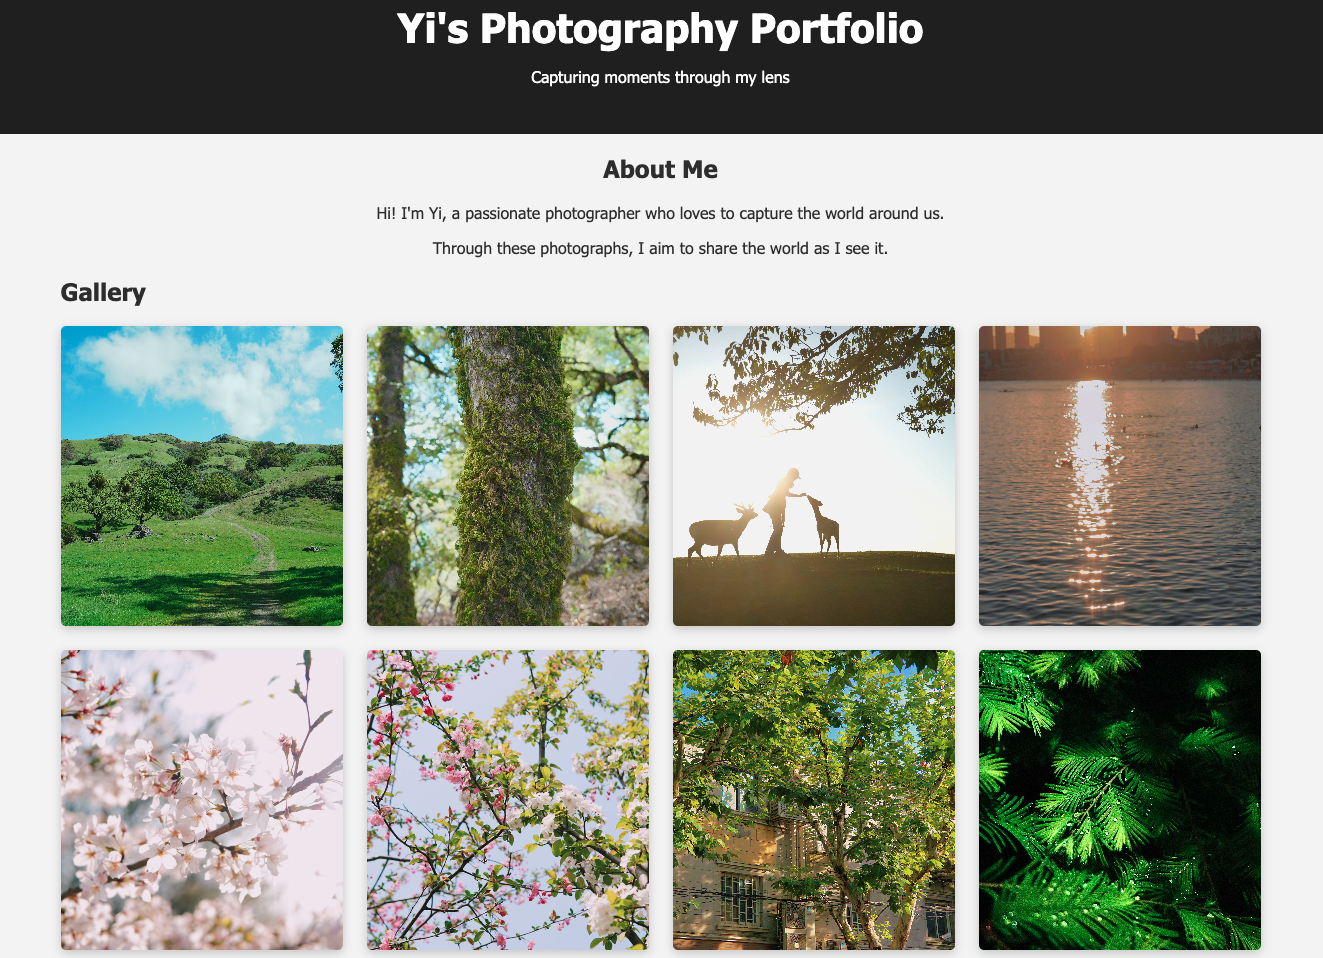 Yi's Photography Portfolio
Capturing moments through my lens
About Me
Hi! I'm Yi, a passionate photographer who loves to capture the world around us.
Through these photographs, I aim to share the world as I see it.
Gallery